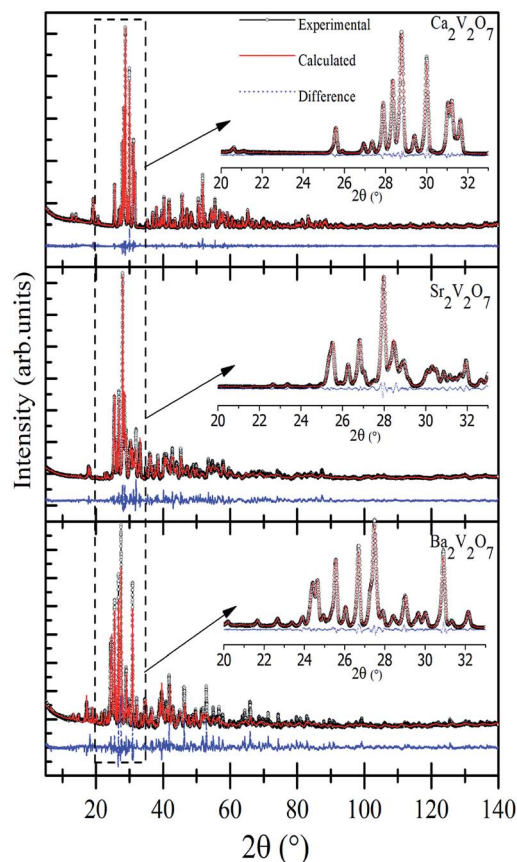 Experimental
Ca2V2O7
Calculated
Difference
20 22 24 26 28 30 32
2θ (°)
Sr2V2O7
20 22 24 26 28 30 32
2θ (°)
Ba2V2O7
20 22 24 26 28 30 32
2θ (°)
Intensity (arb.units)
20 40 60 80 100 120 140
2θ (°)